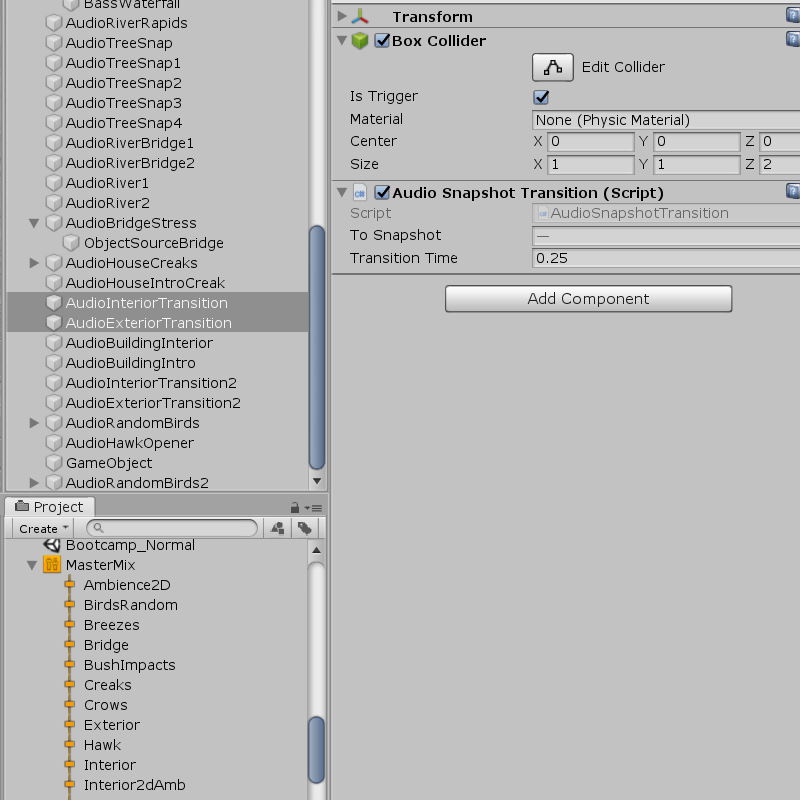 BassWaterfall
AudioRiverRapids
AudioTreeSnap
AudioTreeSnap1
AudioTreeSnap2
AudioTreeSnap3
AudioTreeSnap4
AudioRiverBridge1
AudioRiverBridge2
AudioRiver1
AudioRiver2
AudioBridgeStress
ObjectSourceBridge
AudioHouseCreaks
AudioHouseIntroCreak
AudioInteriorTransition
AudioExteriorTransition
AudioBuildingInterior
AudioBuildingIntro
AudioInteriorTransition2
AudioExteriorTransition2
AudioRandomBirds
AudioHawkOpener
GameObject
AudioRandomBirds2
Project
Create
Bootcamp_Normal
MasterMix
Ambience2D
BirdsRandom
Breezes
Bridge
BushImpacts
Creaks
Crows
Exterior
Hawk
Interior
Interior2dAmb
Transform
Box Collider
Edit Collider
Is Trigger
Material None (Physic Material)
Center X 0 Y 0 Z 0
Size X 1 Y 1 Z 2
Audio Snapshot Transition (Script)
Script AudioSnapshotTransition
To Snapshot —
Transition Time 0.25
Add Component